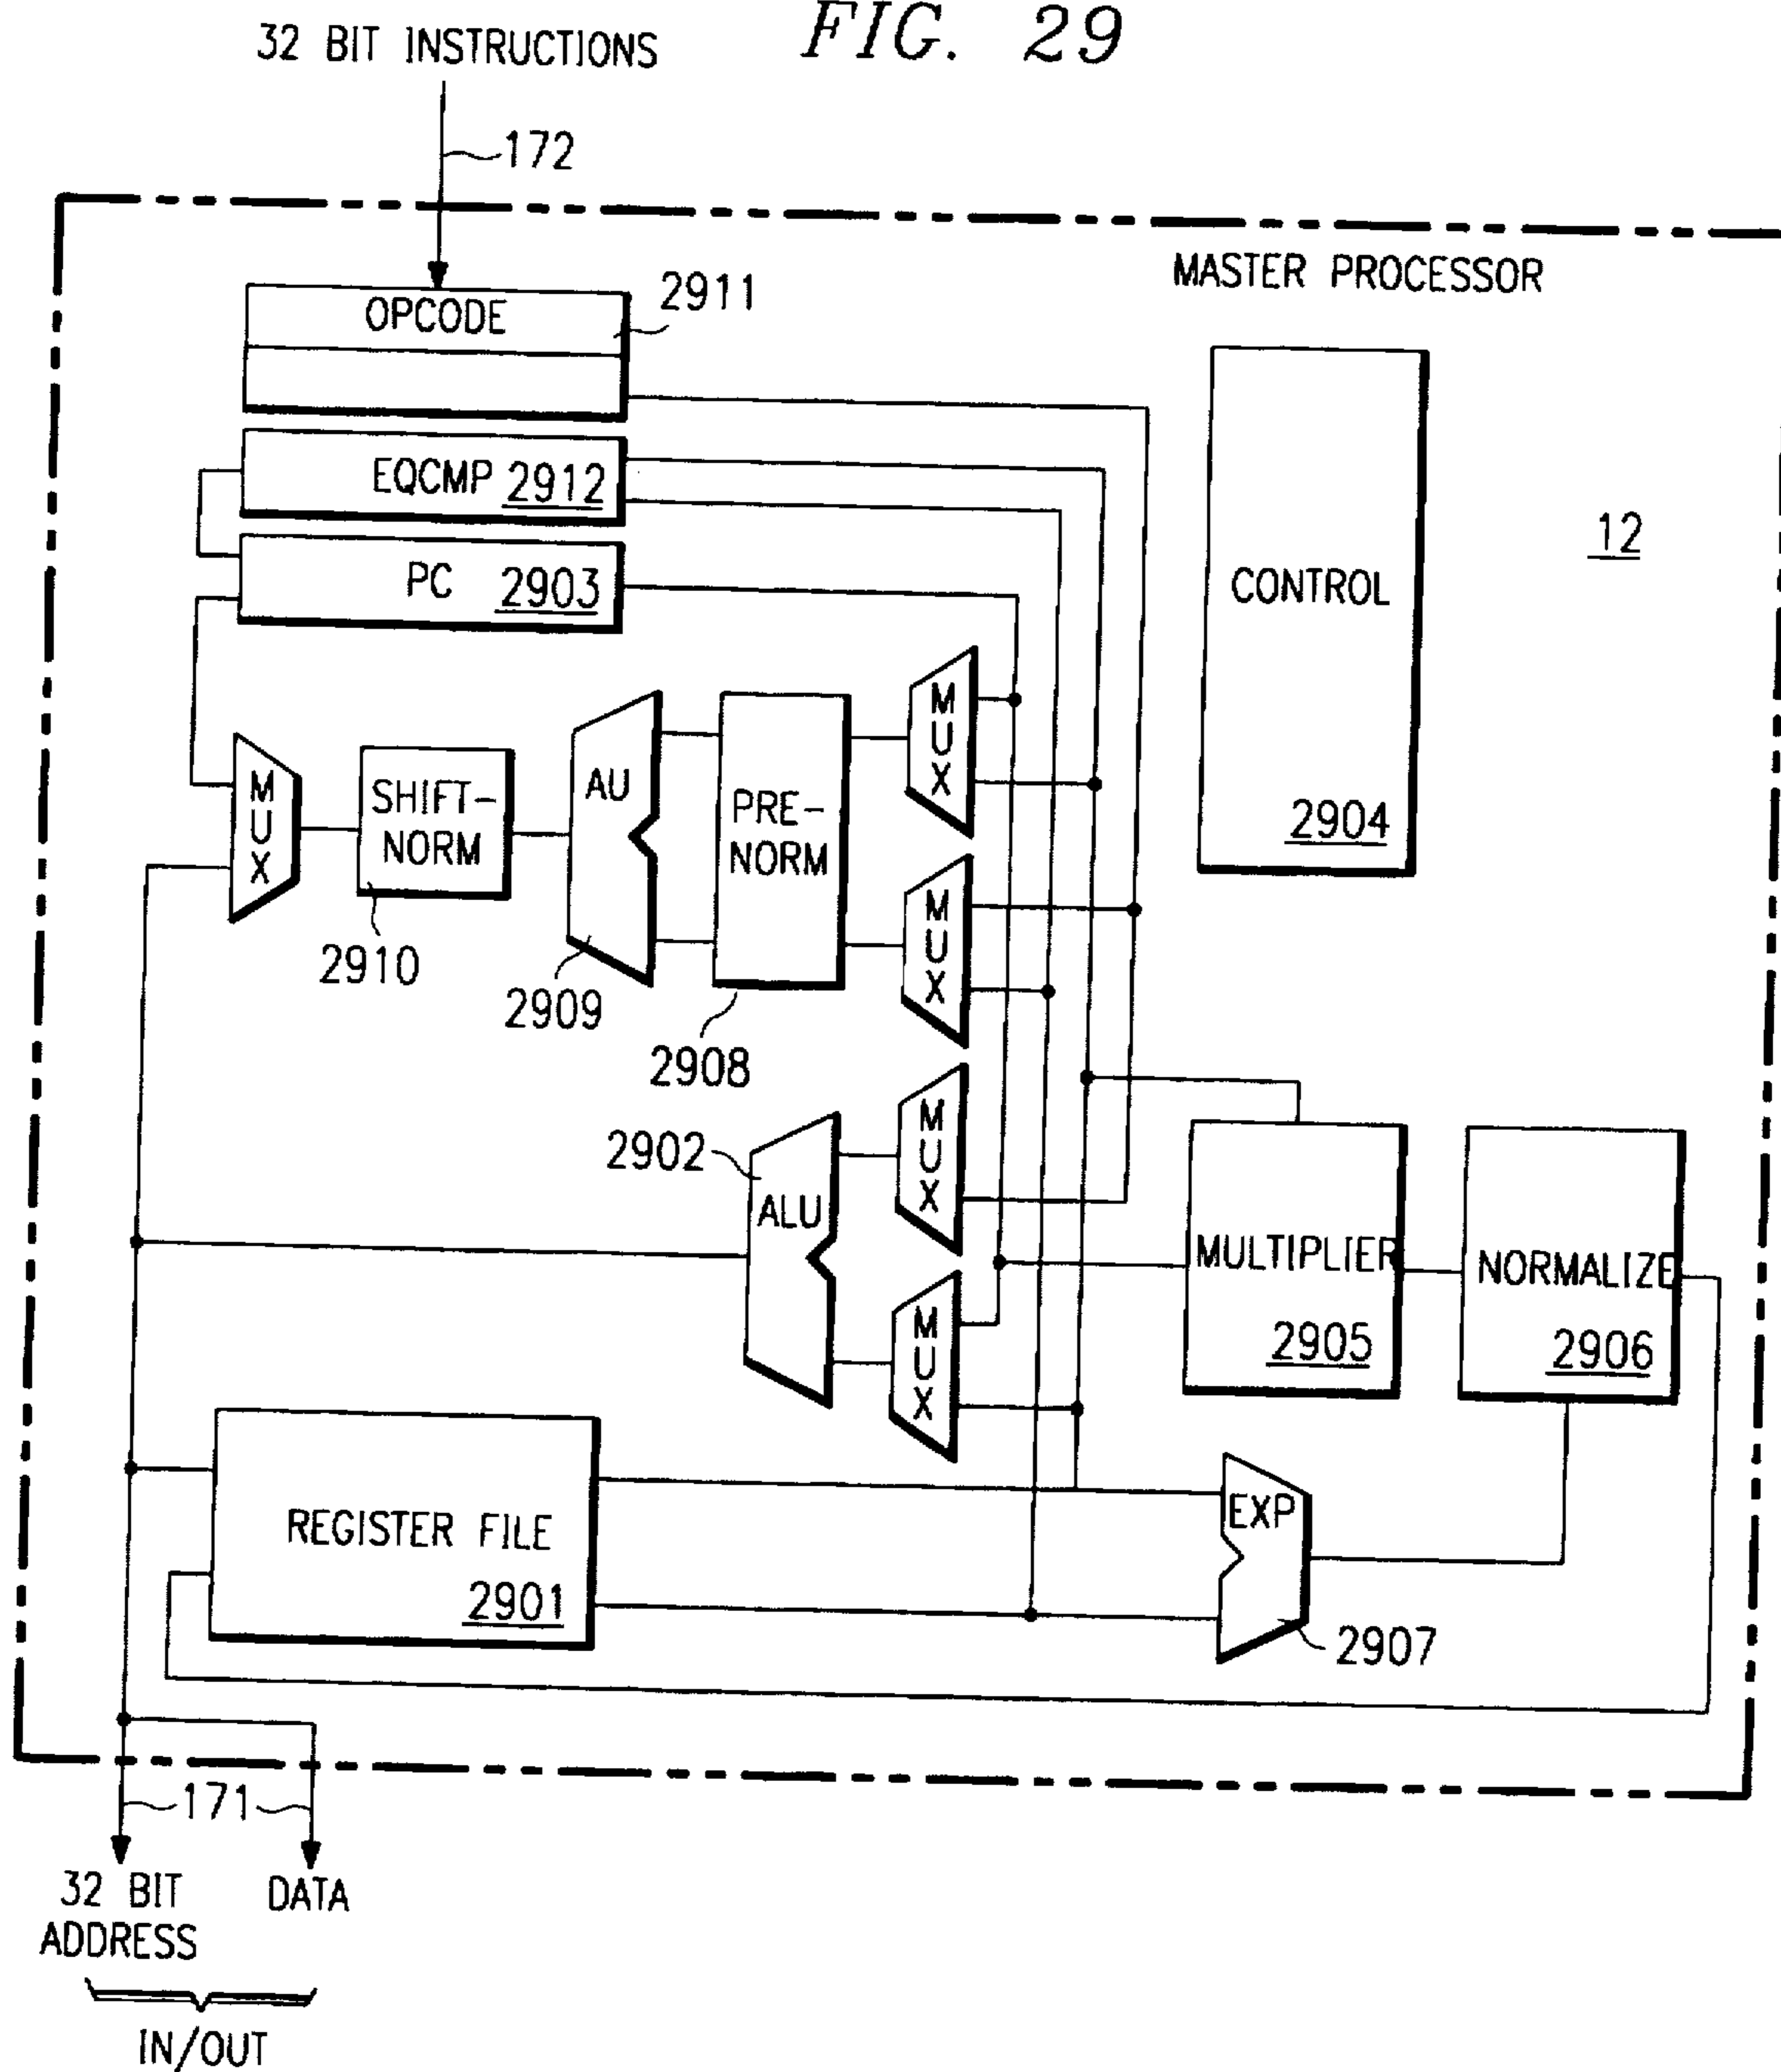 FIG. 29
32 BIT INSTRUCTIONS
172
MASTER PROCESSOR
OPCODE
2911
EQCMP 2912
PC 2903
CONTROL
2904
12
MUX
SHIFT-
NORM
2910
AU
2909
PRE-
NORM
2908
MUX
MUX
MUX
2902
ALU
MUX
MULTIPLIER
2905
NORMALIZE
2906
REGISTER FILE
2901
EXP
2907
171
32 BIT
ADDRESS
DATA
IN/OUT